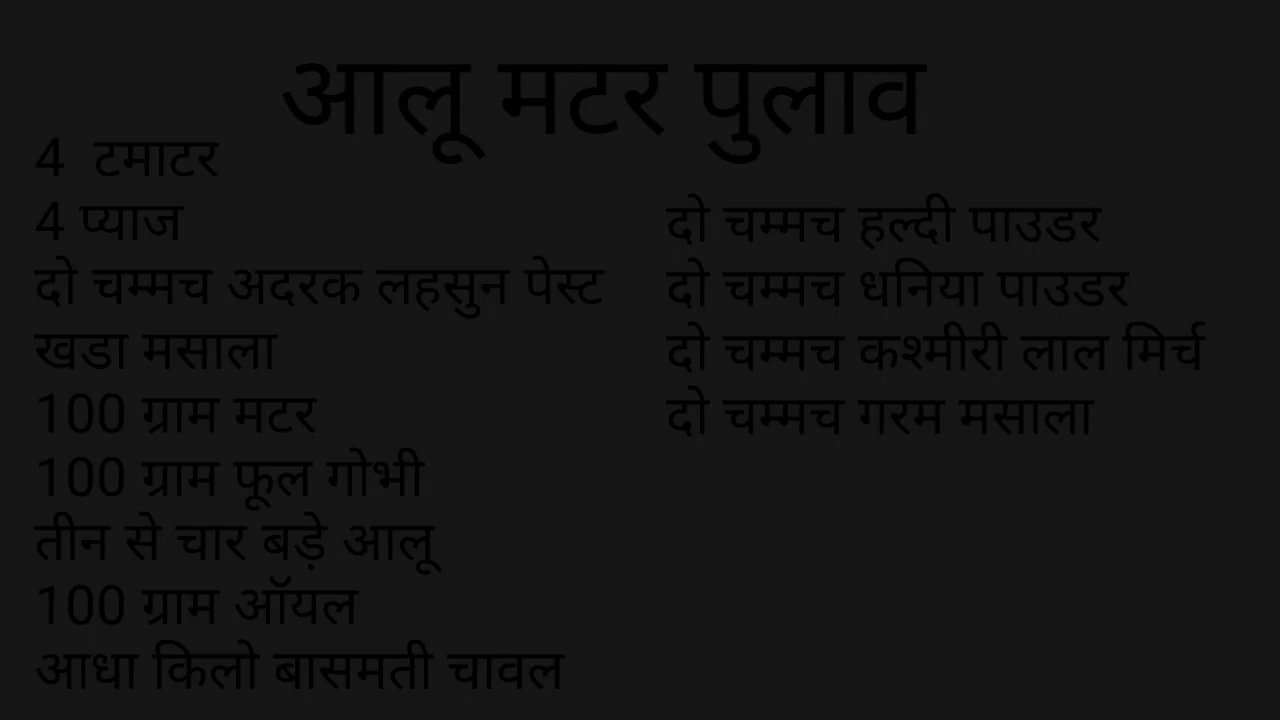 आलू मटर पुलाव
4 टमाटर
4 प्याज
दो चम्मच अदरक लहसुन पेस्ट
खडा मसाला
100 ग्राम मटर
100 ग्राम फूल गोभी
तीन से चार बड़े आलू
100 ग्राम ऑयल
आधा किलो बासमती चावल
दो चम्मच हल्दी पाउडर
दो चम्मच धनिया पाउडर
दो चम्मच कश्मीरी लाल मिर्च
दो चम्मच गरम मसाला